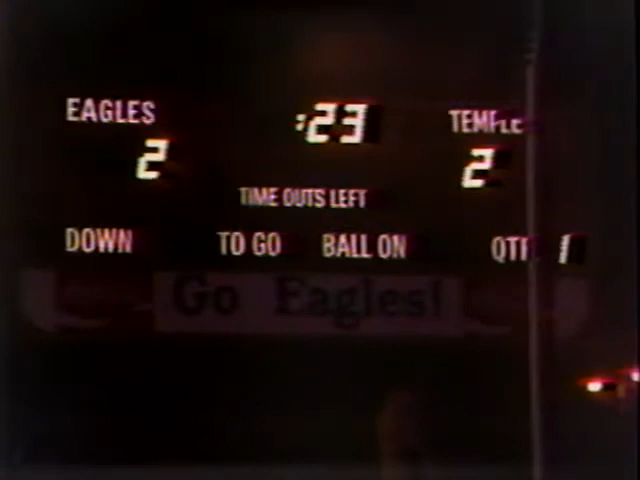 EAGLES :23 TEMPLE
2 2
TIME OUTS LEFT
DOWN TO GO BALL ON QTR 1
Go Eagles!